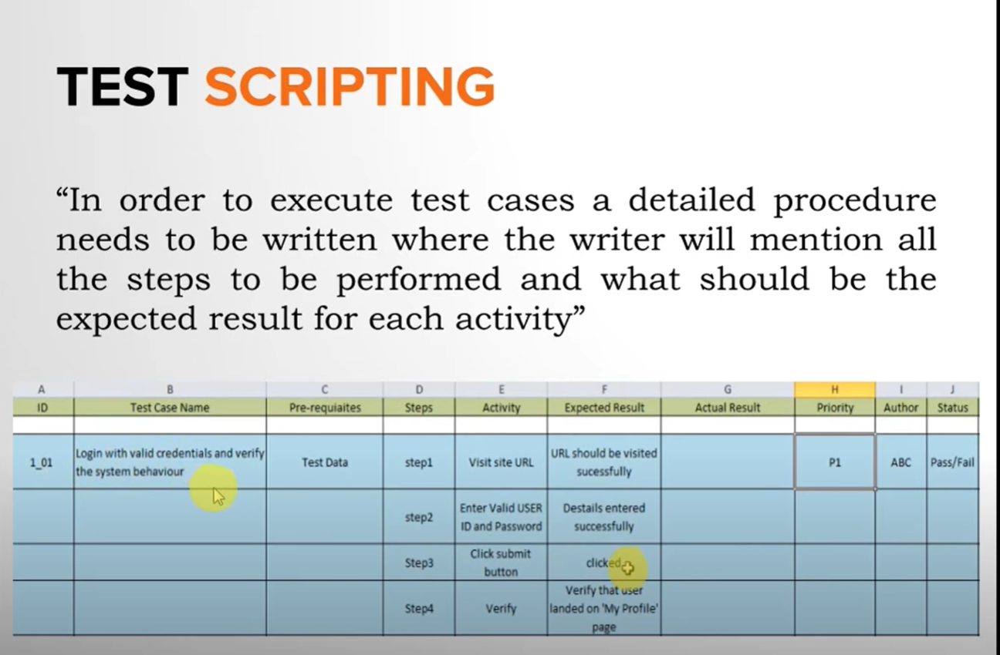 TEST SCRIPTING
“In order to execute test cases a detailed procedure
needs to be written where the writer will mention all
the steps to be performed and what should be the
expected result for each activity”
A B C D E F G H I J
ID Test Case Name Pre-requiaites Steps Activity Expected Result Actual Result Priority Author Status
1_01 Login with valid credentials and verify the system behaviour Test Data step1 Visit site URL URL should be visited sucessfully P1 ABC Pass/Fail
step2 Enter Valid USER ID and Password Destails entered successfully
Step3 Click submit button clicked
Step4 Verify Verify that user landed on 'My Profile' page